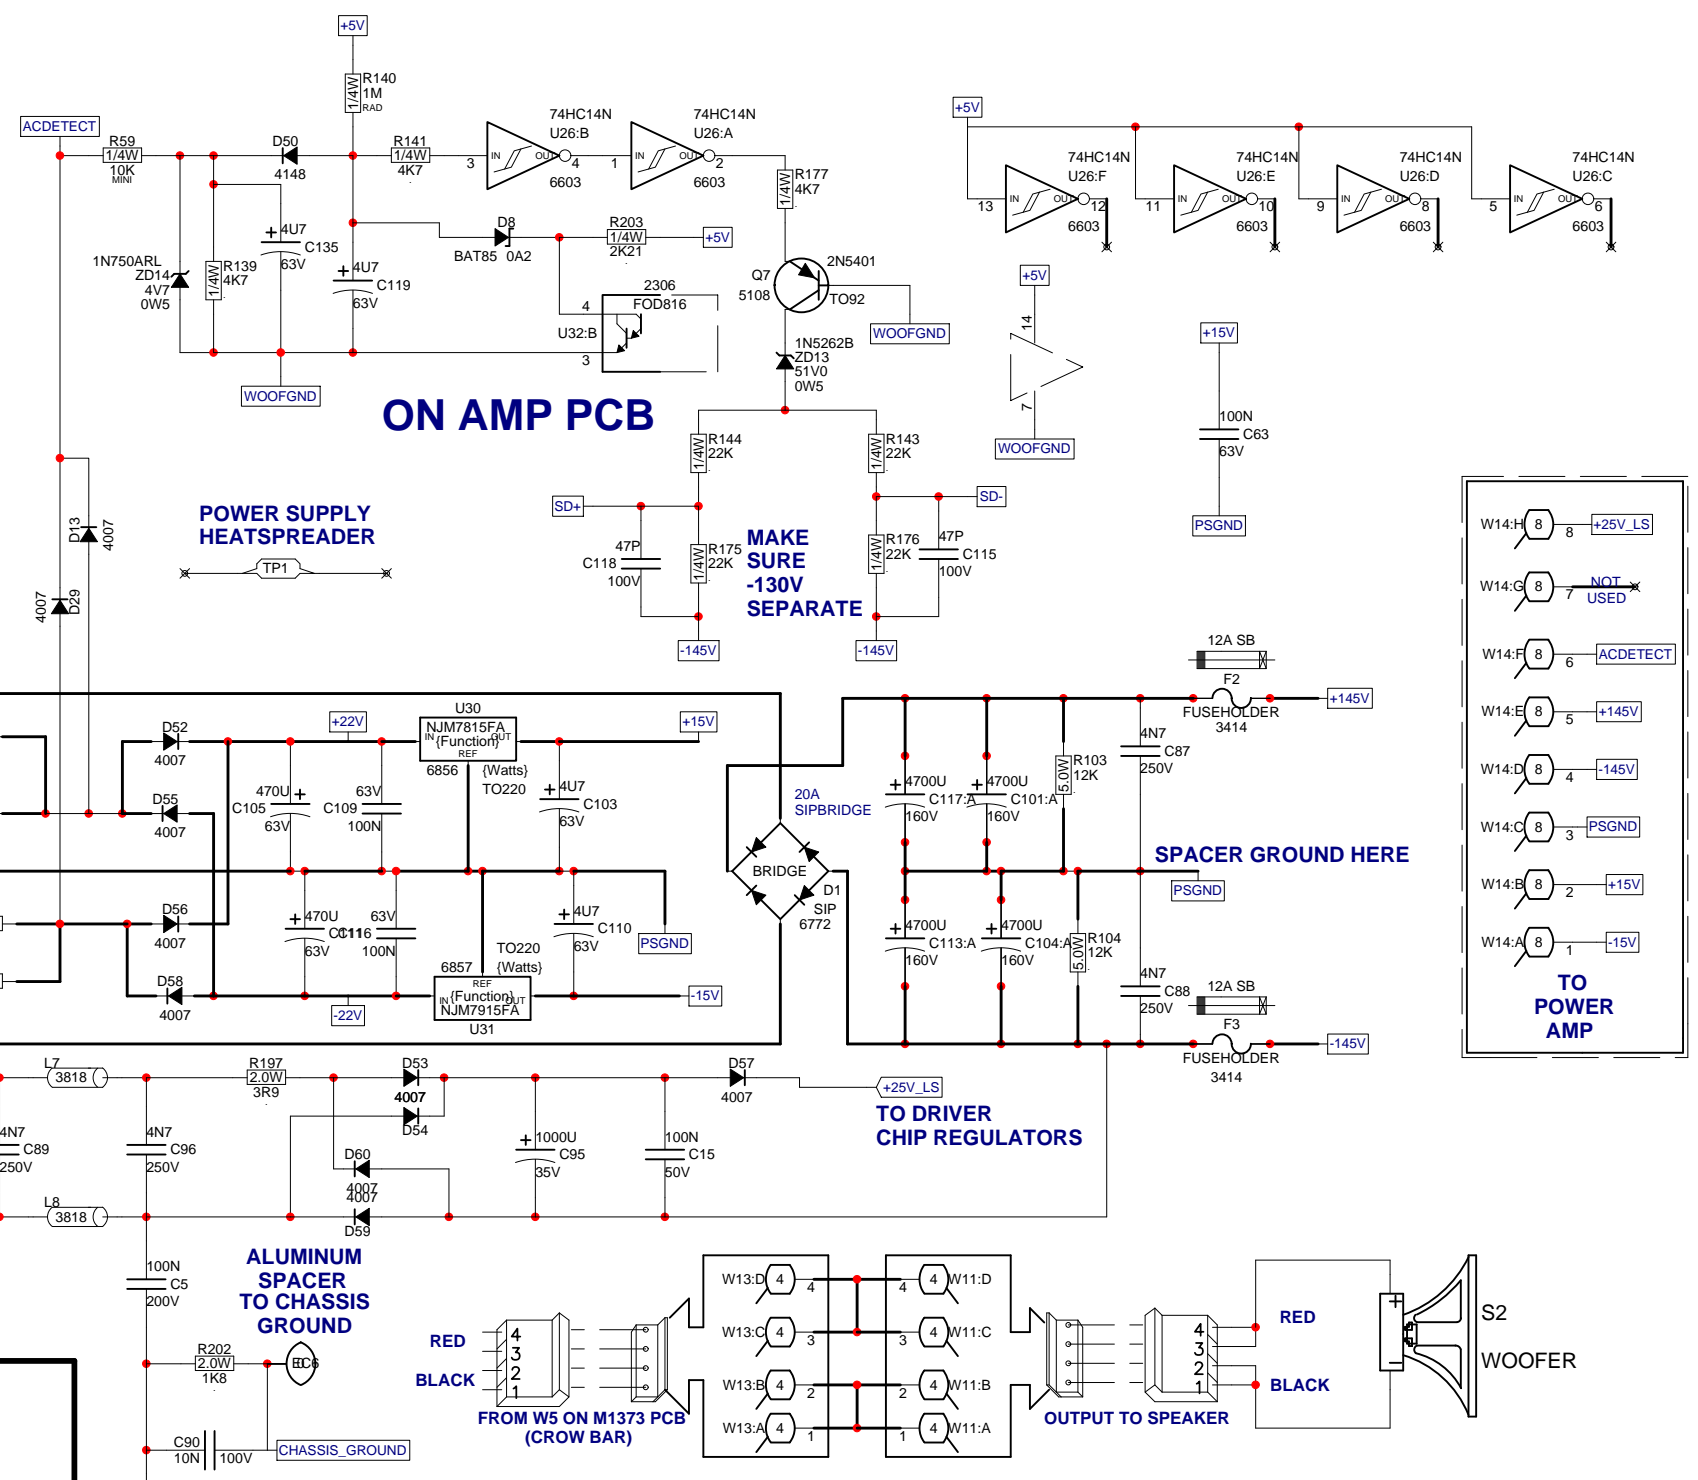 +5V
R140
1/4W
1M
RAD
ACDETECT
R59
1/4W
10K
MINI
D50
4148
R141
1/4W
4K7
74HC14N
U26:B
3
IN
OUT
4
6603
74HC14N
U26:A
1
IN
OUT
2
6603
R177
1/4W
4K7
+5V
74HC14N
U26:F
13
IN
OUT
12
6603
74HC14N
U26:E
11
IN
OUT
10
6603
74HC14N
U26:D
9
IN
OUT
8
6603
74HC14N
U26:C
5
IN
OUT
6
6603
1N750ARL
ZD14
4V7
0W5
R139
1/4W
4K7
4U7
C135
63V
4U7
C119
63V
D8
BAT85
0A2
R203
1/4W
2K21
+5V
2306
FOD816
4
U32:B
3
Q7
5108
2N5401
TO92
WOOFGND
1N5262B
ZD13
51V0
0W5
WOOFGND
+5V
14
7
WOOFGND
+15V
100N
C63
63V
PSGND
ON AMP PCB
R144
1/4W
22K
R143
1/4W
22K
SD+
SD-
47P
C118
100V
R175
1/4W
22K
R176
1/4W
22K
47P
C115
100V
MAKE
SURE
-130V
SEPARATE
-145V
-145V
POWER SUPPLY
HEATSPREADER
TP1
D13
4007
D29
4007
W14:H
8
8
+25V_LS
W14:G
8
7
NOT
USED
W14:F
8
6
ACDETECT
W14:E
8
5
+145V
W14:D
8
4
-145V
W14:C
8
3
PSGND
W14:B
8
2
+15V
W14:A
8
1
-15V
TO
POWER
AMP
12A SB
F2
FUSEHOLDER
3414
+145V
D52
4007
+22V
U30
NJM7815FA
{Function}
IN
OUT
REF
6856
{Watts}
TO220
+15V
D55
4007
470U
C105
63V
63V
C109
100N
4U7
C103
63V
20A
SIPBRIDGE
BRIDGE
D1
SIP
6772
4700U
C117:A
160V
4700U
C101:A
160V
R103
5.0W
12K
4N7
C87
250V
SPACER GROUND HERE
PSGND
D56
4007
470U
C111
63V
63V
C116
100N
4U7
C110
63V
PSGND
4700U
C113:A
160V
4700U
C104:A
160V
R104
5.0W
12K
4N7
C88
250V
D58
4007
-22V
6857
TO220
{Watts}
REF
{Function}
IN
OUT
NJM7915FA
U31
-15V
12A SB
F3
FUSEHOLDER
3414
-145V
L7
3818
R197
2.0W
3R9
D53
4007
4007
D54
D57
4007
+25V_LS
TO DRIVER
CHIP REGULATORS
4N7
C89
250V
4N7
C96
250V
D60
4007
4007
D59
1000U
C95
35V
100N
C15
50V
L8
3818
100N
C5
200V
ALUMINUM
SPACER
TO CHASSIS
GROUND
R202
2.0W
1K8
C90
10N
100V
CHASSIS_GROUND
RED
BLACK
4
3
2
1
FROM W5 ON M1373 PCB
(CROW BAR)
W13:D
4
4
W13:C
4
3
W13:B
4
2
W13:A
4
1
4
4
W11:D
3
4
W11:C
2
4
W11:B
1
4
W11:A
OUTPUT TO SPEAKER
4
3
2
1
RED
BLACK
+
−
S2
WOOFER